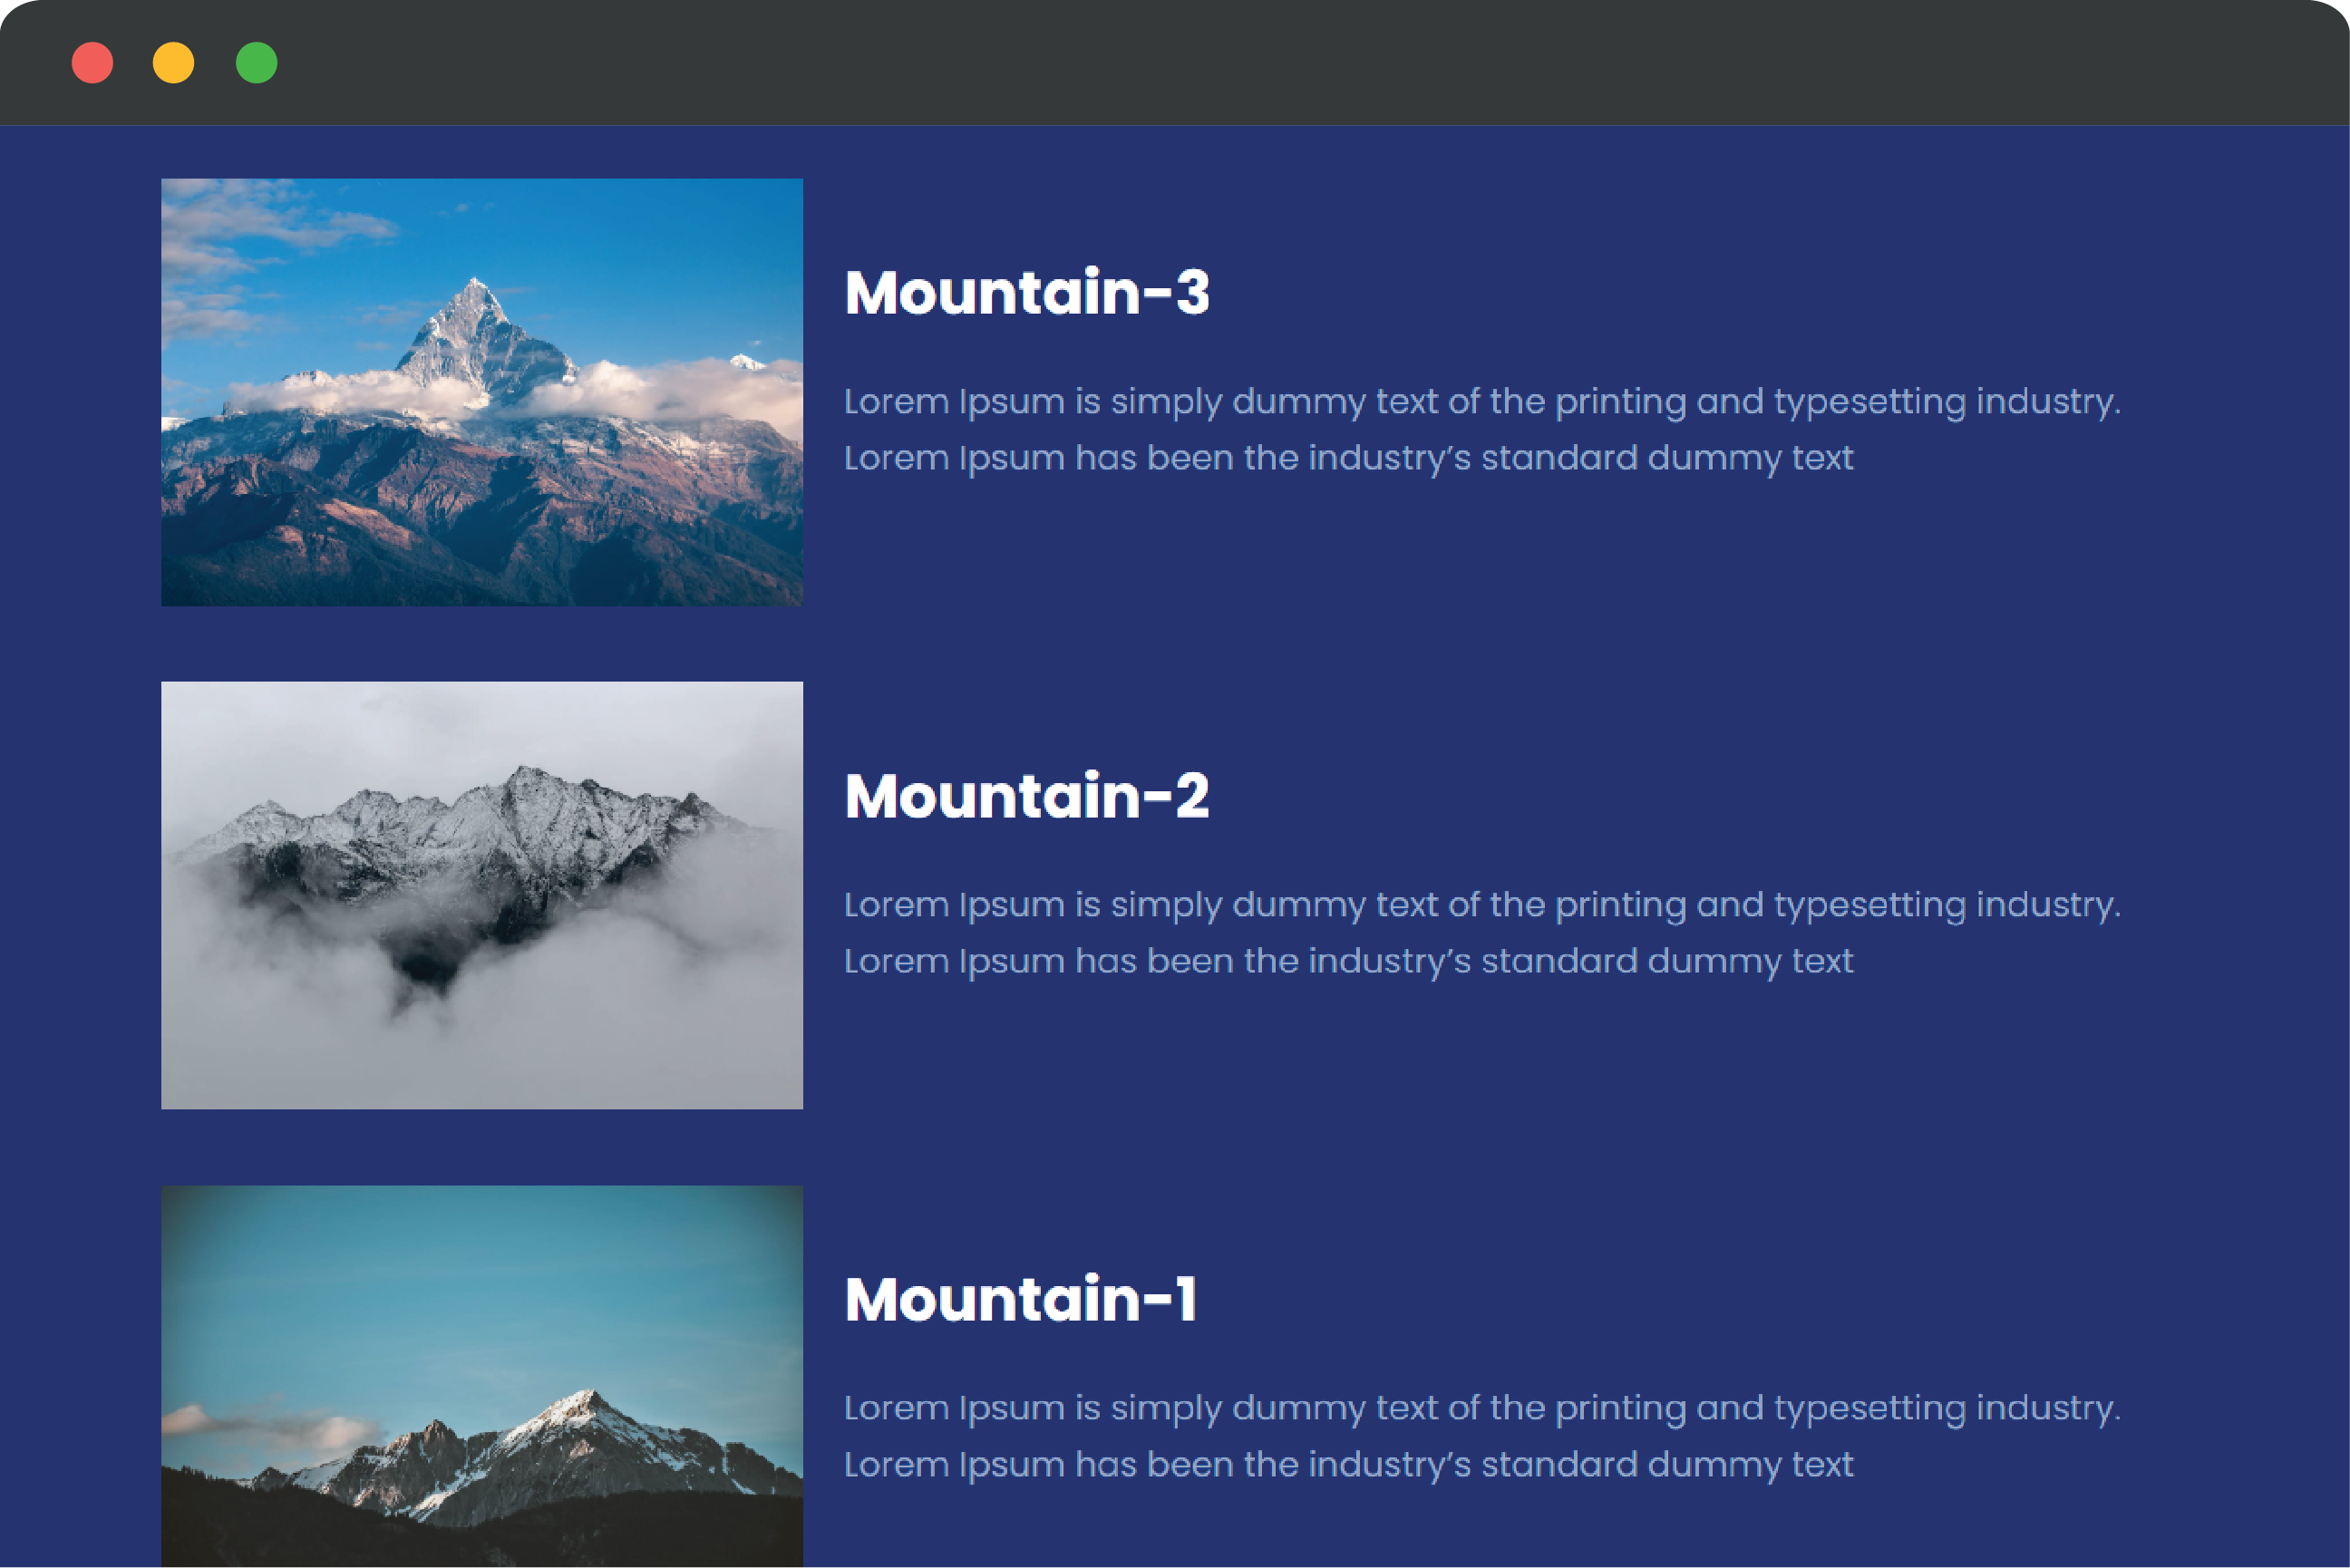 Mountain-3
Lorem Ipsum is simply dummy text of the printing and typesetting industry.
Lorem Ipsum has been the industry’s standard dummy text
Mountain-2
Lorem Ipsum is simply dummy text of the printing and typesetting industry.
Lorem Ipsum has been the industry’s standard dummy text
Mountain-1
Lorem Ipsum is simply dummy text of the printing and typesetting industry.
Lorem Ipsum has been the industry’s standard dummy text